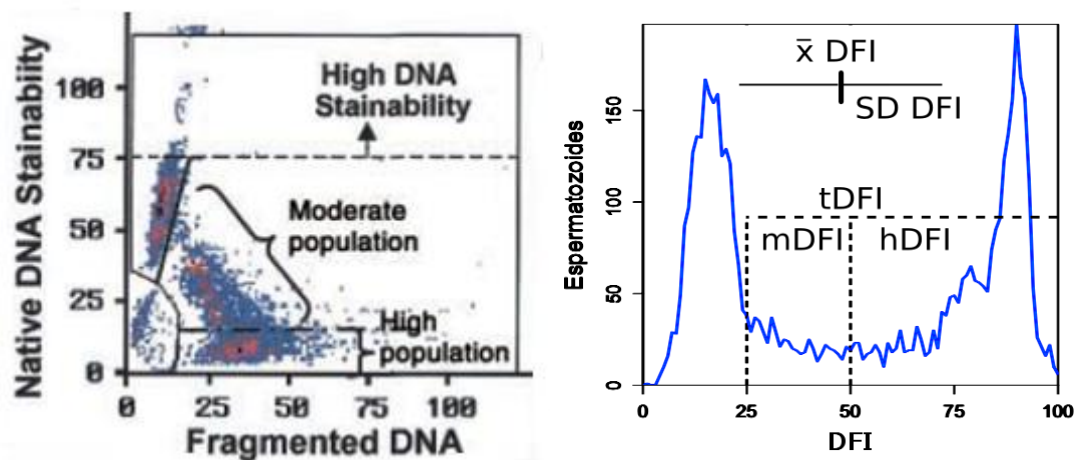 Native DNA Stainabiity
100
75
50
25
0
High DNA
Stainability
Moderate
population
High
population
0 25 50 75 100
Fragmented DNA
Espermatozoides
150
100
50
0
x̄ DFI
SD DFI
tDFI
mDFI hDFI
0 25 50 75 100
DFI